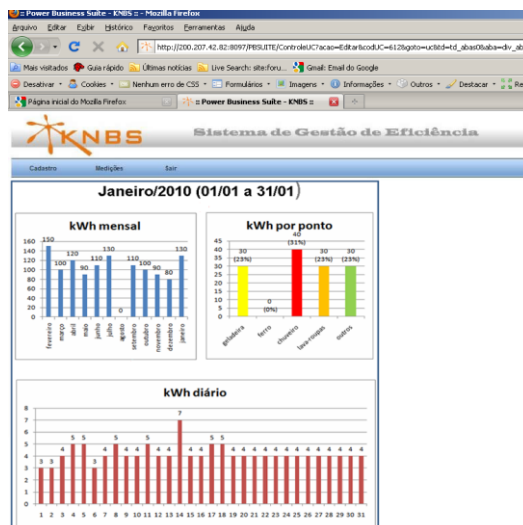 :: Power Business Suite - KNBS :: - Mozilla Firefox
Arquivo Editar Exibir Histórico Favoritos Ferramentas Ajuda
http://200.207.42.82:8097/PBSUITE/ControleUC?acao=Editar&codUC=612&goto=uc&td=td_abas0&aba=div_ab
Mais visitados Guia rápido Últimas notícias Live Search: site:foru... Gmail: Email do Google
Desativar Cookies Nenhum erro de CSS Formulários Imagens Informações Outros Destacar Re
Página inicial do Mozilla Firefox :: Power Business Suite - KNBS ::
KNBS Sistema de Gestão de Eficiência
Cadastro Medições Sair
Janeiro/2010 (01/01 a 31/01)
kWh mensal
160 140 120 100 80 60 40 20 0
150 100 120 90 110 130 0 110 100 90 80 130
fevereiro março abril maio junho julho agosto setembro outubro novembro dezembro janeiro
kWh por ponto
45 40 35 30 25 20 15 10 5 0
30 (23%) 0 (0%) 40 (31%) 30 (23%) 30 (23%)
geladeira ferro chuveiro lava-roupas outros
kWh diário
8 7 6 5 4 3 2 1 0
3 3 4 5 5 3 4 5 4 4 5 4 4 7 4 4 5 5 4 4 4 4 4 4 4 4 4 4 4 4 4
1 2 3 4 5 6 7 8 9 10 11 12 13 14 15 16 17 18 19 20 21 22 23 24 25 26 27 28 29 30 31